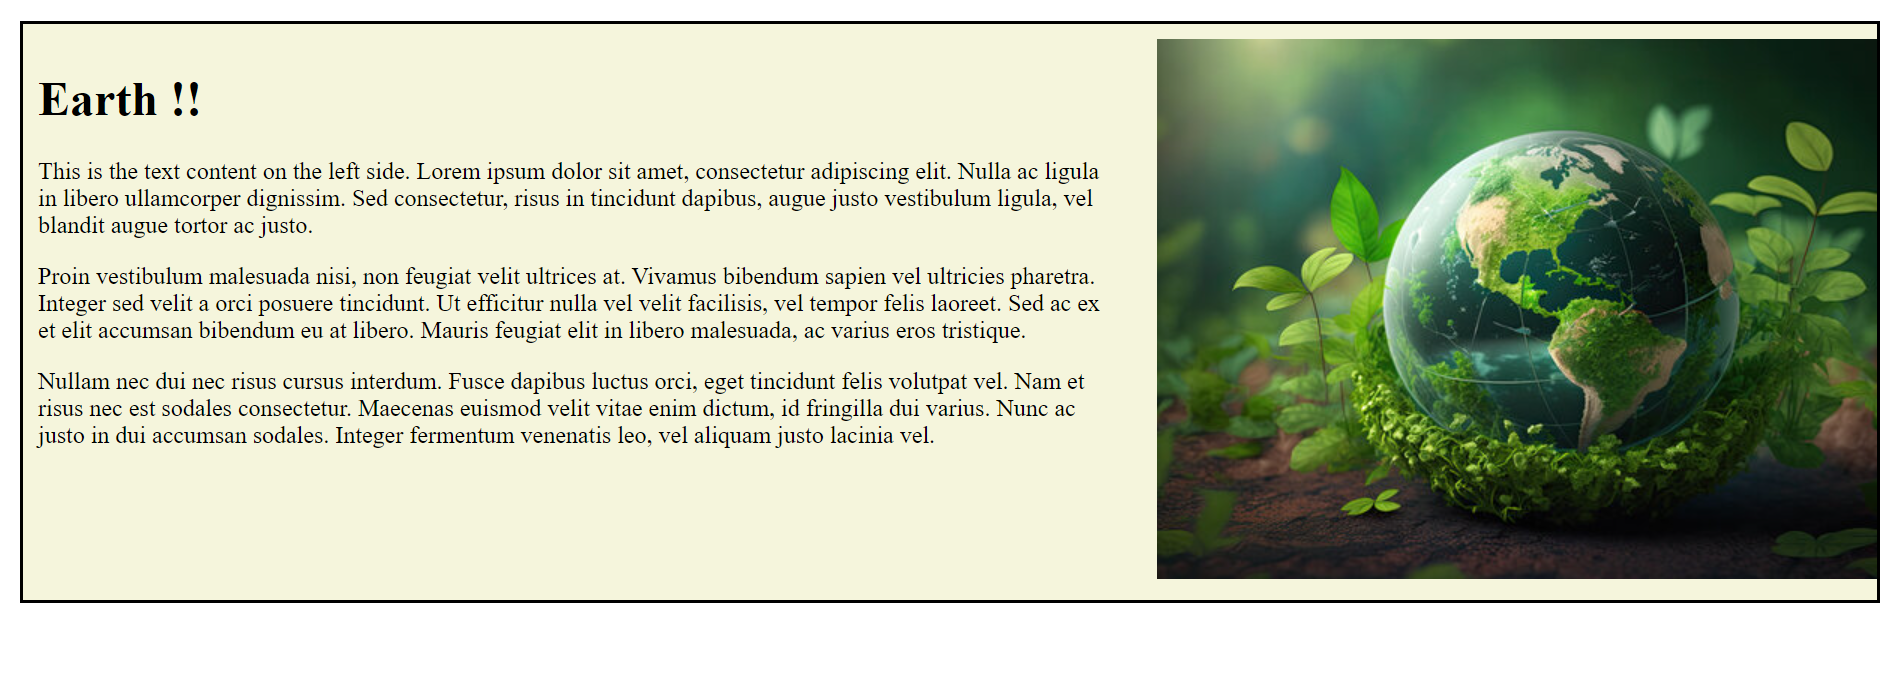 Earth !!
This is the text content on the left side. Lorem ipsum dolor sit amet, consectetur adipiscing elit. Nulla ac ligula
in libero ullamcorper dignissim. Sed consectetur, risus in tincidunt dapibus, augue justo vestibulum ligula, vel
blandit augue tortor ac justo.
Proin vestibulum malesuada nisi, non feugiat velit ultrices at. Vivamus bibendum sapien vel ultricies pharetra.
Integer sed velit a orci posuere tincidunt. Ut efficitur nulla vel velit facilisis, vel tempor felis laoreet. Sed ac ex
et elit accumsan bibendum eu at libero. Mauris feugiat elit in libero malesuada, ac varius eros tristique.
Nullam nec dui nec risus cursus interdum. Fusce dapibus luctus orci, eget tincidunt felis volutpat vel. Nam et
risus nec est sodales consectetur. Maecenas euismod velit vitae enim dictum, id fringilla dui varius. Nunc ac
justo in dui accumsan sodales. Integer fermentum venenatis leo, vel aliquam justo lacinia vel.